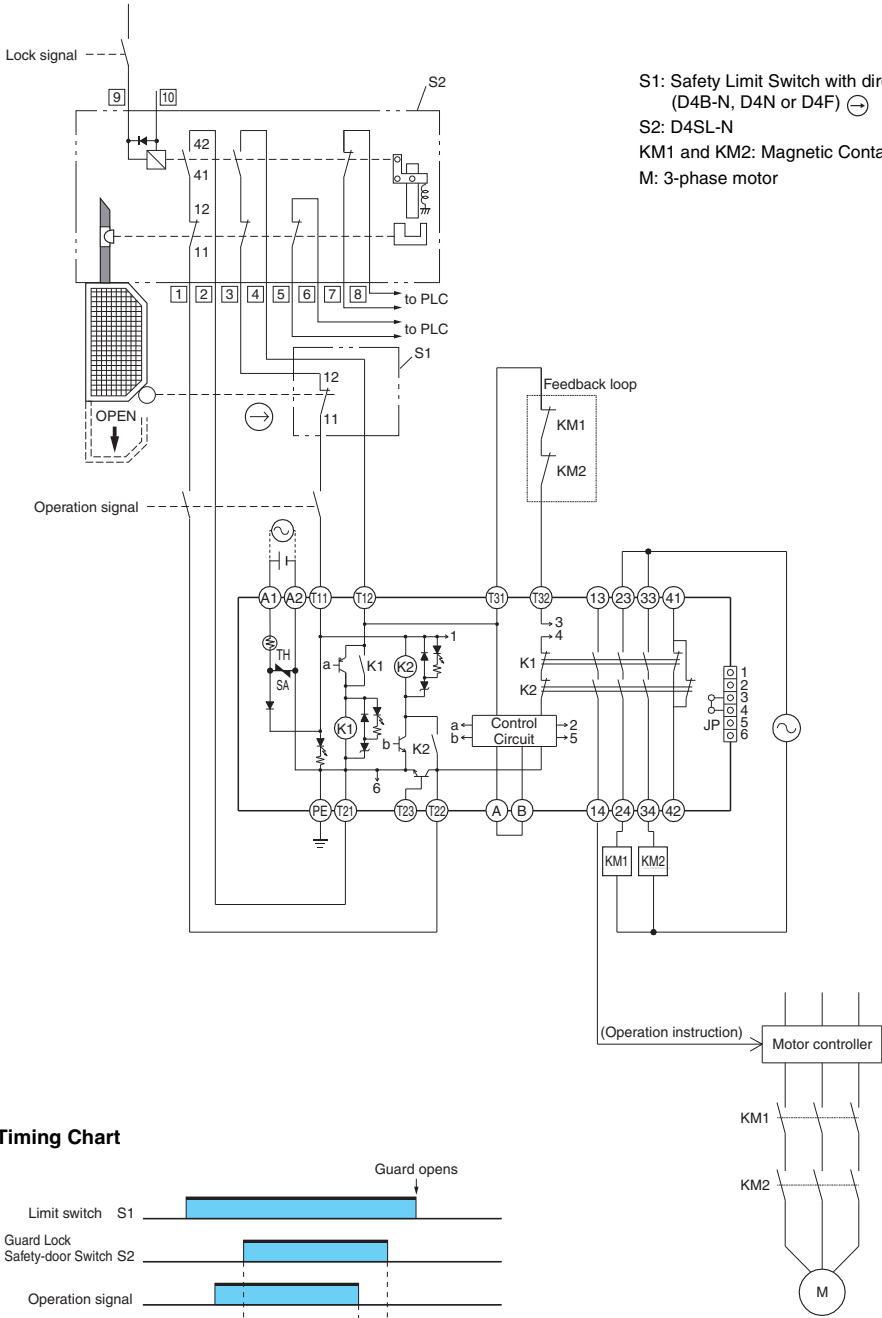 Lock signal
S2
9 10
S1: Safety Limit Switch with dire
(D4B-N, D4N or D4F)
S2: D4SL-N
KM1 and KM2: Magnetic Conta
M: 3-phase motor
42
41
12
11
1 2 3 4 5 6 7 8
to PLC
to PLC
S1
12
11
OPEN
Feedback loop
KM1
KM2
Operation signal
A1 A2 T11 T12 T31 T32 13 23 33 41
1
3
4
TH
SA
a
K1
K2
K1
K2
K1
b
K2
a
b
Control
Circuit
2
5
6
JP
1
2
3
4
5
6
PE T21 T23 T22 A B 14 24 34 42
KM1 KM2
(Operation instruction)
Motor controller
KM1
KM2
M
Timing Chart
Guard opens
Limit switch S1
Guard Lock
Safety-door Switch S2
Operation signal